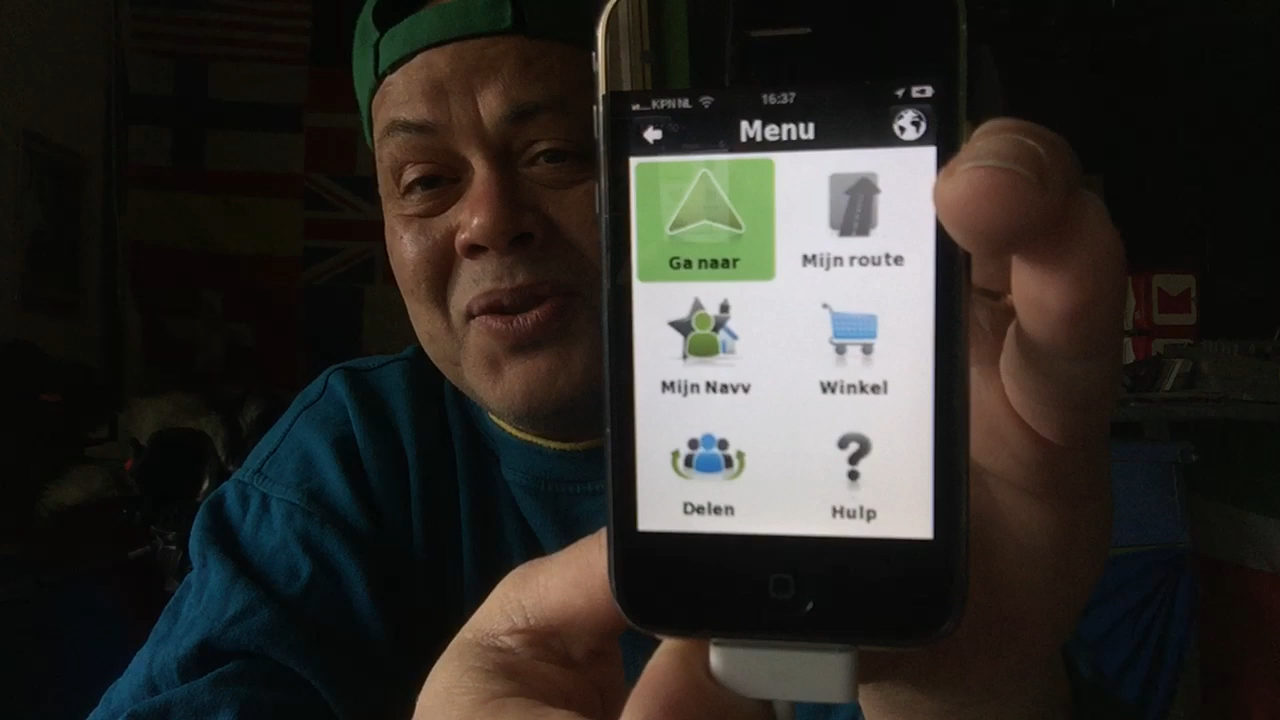 KPN NL 16:37
Menu
Ga naar Mijn route
Mijn Navv Winkel
Delen Hulp